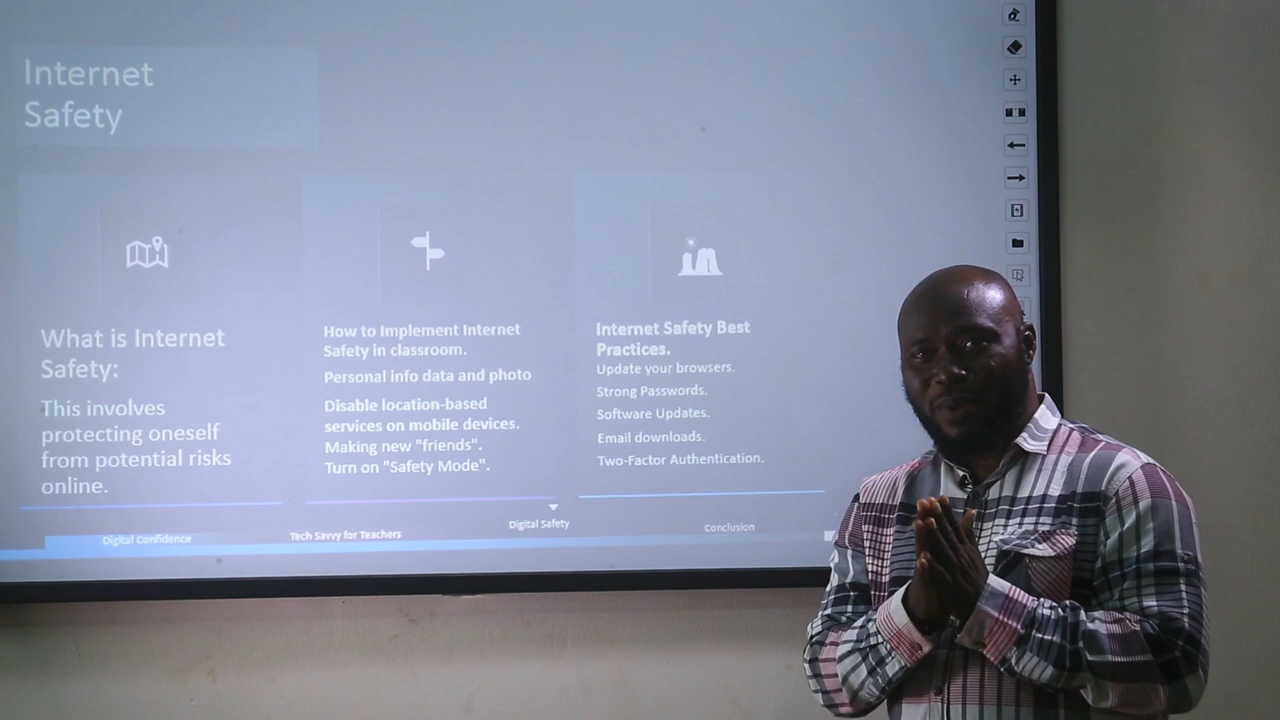 Internet
Safety
What is Internet
Safety:
This involves
protecting oneself
from potential risks
online.
How to Implement Internet
Safety in classroom.
Personal info data and photo
Disable location-based
services on mobile devices.
Making new "friends".
Turn on "Safety Mode".
Internet Safety Best
Practices.
Update your browsers.
Strong Passwords.
Software Updates.
Email downloads.
Two-Factor Authentication.
Digital Confidence
Tech Savvy for Teachers
Digital Safety
Conclusion